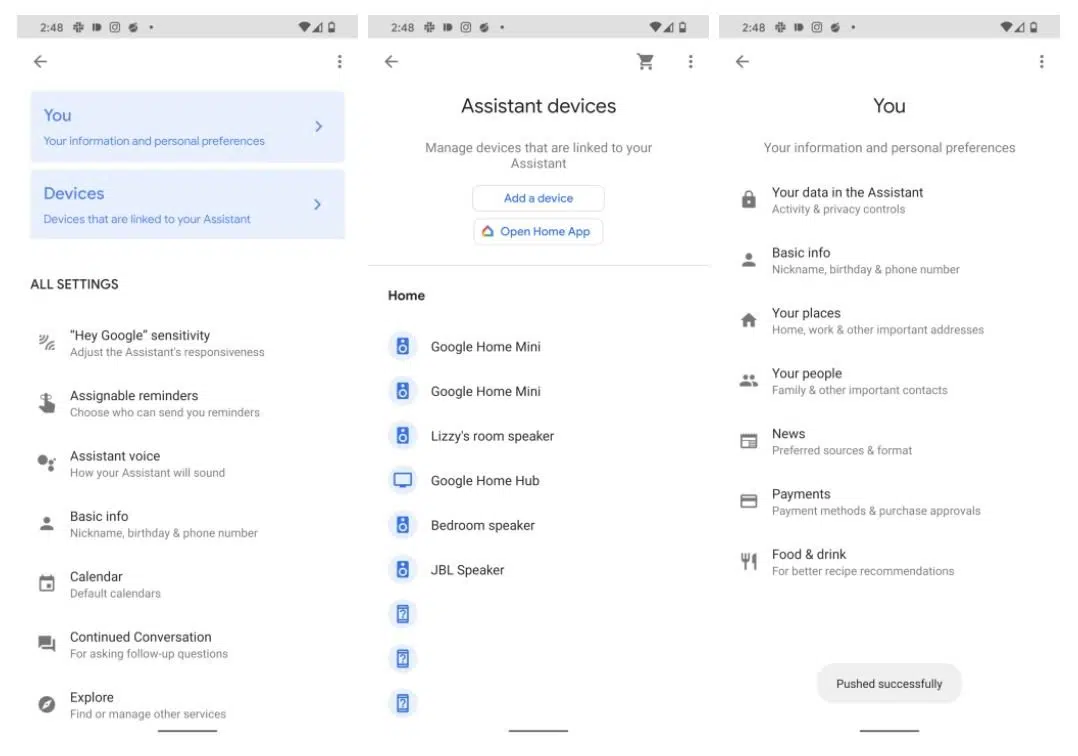 2:48
You
Your information and personal preferences
Devices
Devices that are linked to your Assistant
ALL SETTINGS
"Hey Google" sensitivity
Adjust the Assistant's responsiveness
Assignable reminders
Choose who can send you reminders
Assistant voice
How your Assistant will sound
Basic info
Nickname, birthday & phone number
Calendar
Default calendars
Continued Conversation
For asking follow-up questions
Explore
Find or manage other services
2:48
Assistant devices
Manage devices that are linked to your
Assistant
Add a device
Open Home App
Home
Google Home Mini
Google Home Mini
Lizzy's room speaker
Google Home Hub
Bedroom speaker
JBL Speaker
2:48
You
Your information and personal preferences
Your data in the Assistant
Activity & privacy controls
Basic info
Nickname, birthday & phone number
Your places
Home, work & other important addresses
Your people
Family & other important contacts
News
Preferred sources & format
Payments
Payment methods & purchase approvals
Food & drink
For better recipe recommendations
Pushed successfully